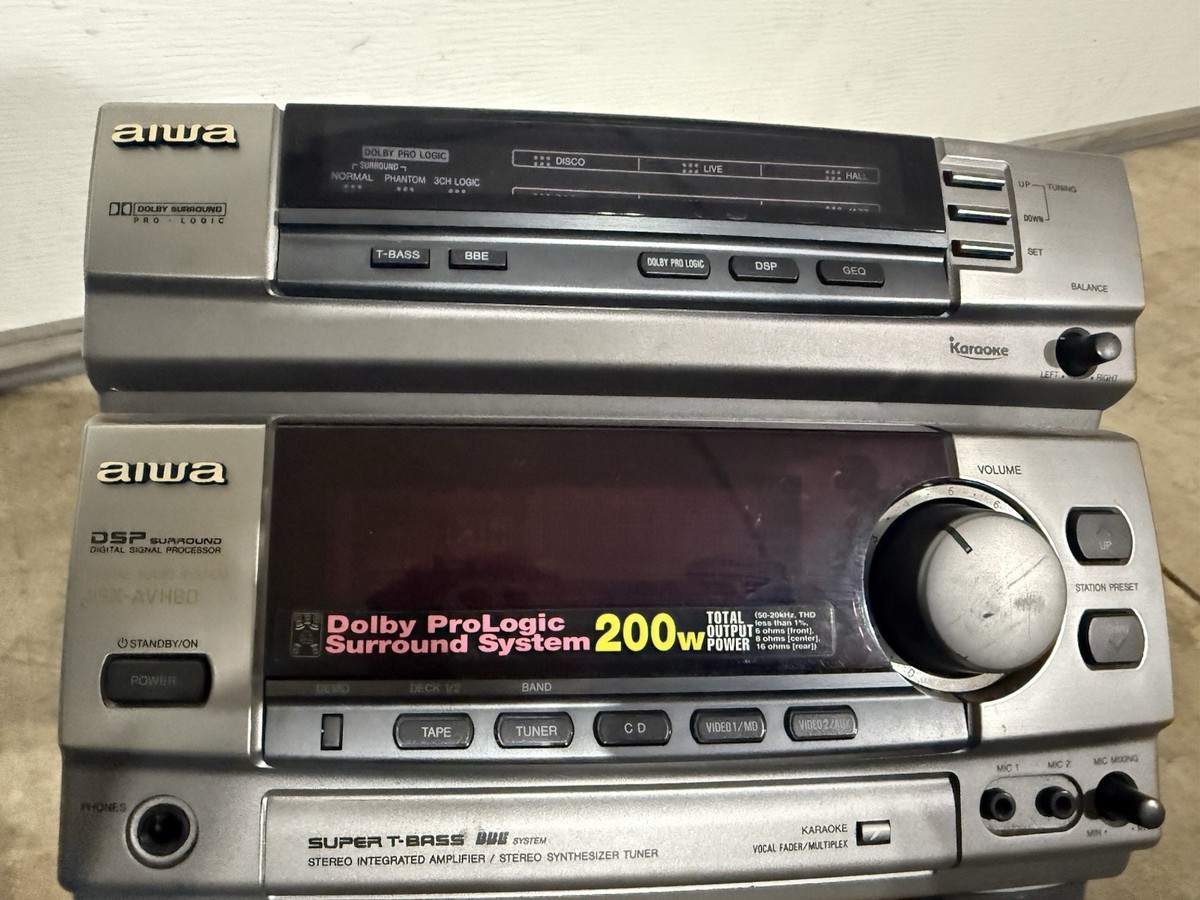 aiwa
DOLBY PRO LOGIC
SURROUND
NORMAL PHANTOM 3CH LOGIC
DISCO LIVE HALL
DOLBY SURROUND
PRO · LOGIC
T-BASS BBE DOLBY PRO LOGIC DSP GEQ
UP TUNING
DOWN
SET
BALANCE
Karaoke
LEFT RIGHT
aiwa
DSP SURROUND
DIGITAL SIGNAL PROCESSOR
VOLUME
5
6
UP
STATION PRESET
Dolby ProLogic
Surround System
200w
TOTAL
OUTPUT
POWER
(50-20kHz, THD
less than 1%,
6 ohms [front],
8 ohms [center],
16 ohms [rear])
0
STANDBY/ON
POWER
DEMO DECK 1/2 BAND
TAPE TUNER CD VIDEO1/MD VIDEO2/AUX
MIC 1 MIC 2 MIC MIXING
MIN
PHONES
SUPER T-BASS BBE SYSTEM
STEREO INTEGRATED AMPLIFIER / STEREO SYNTHESIZER TUNER
KARAOKE
VOCAL FADER/MULTIPLEX